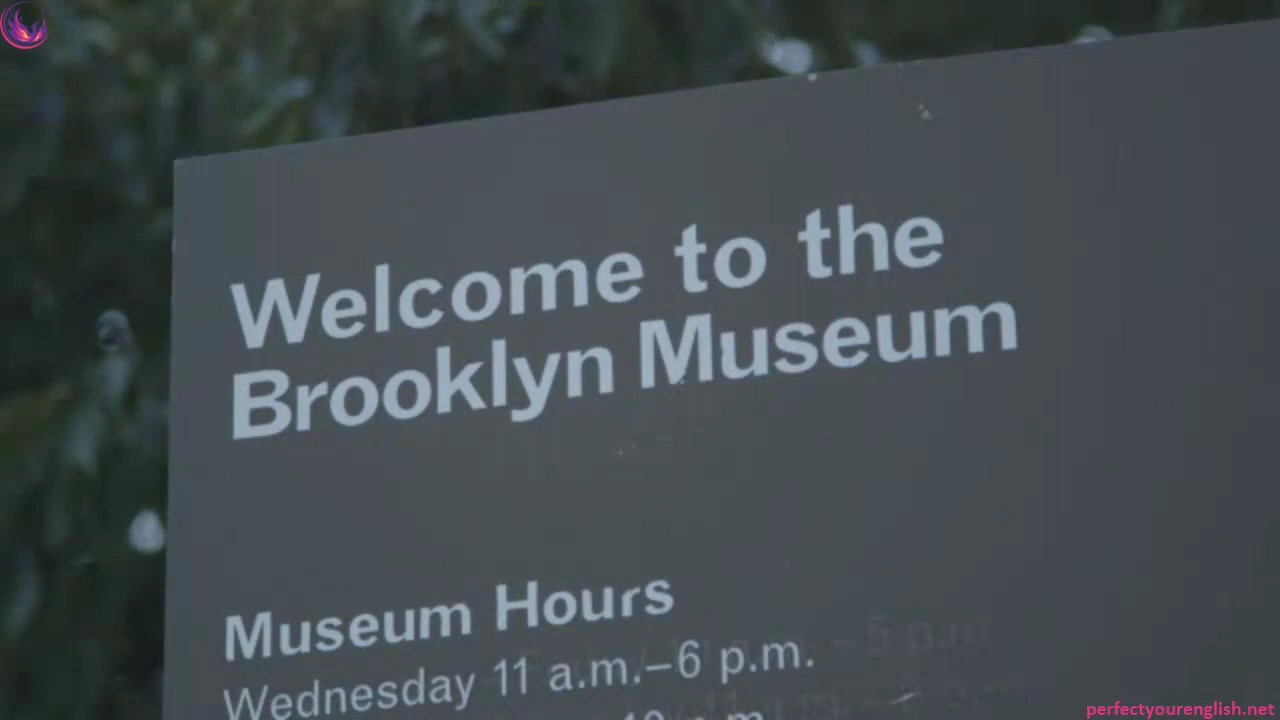 Welcome to the
Brooklyn Museum
Museum Hours
Wednesday 11 a.m.–6 p.m.
perfectyourenglish.net